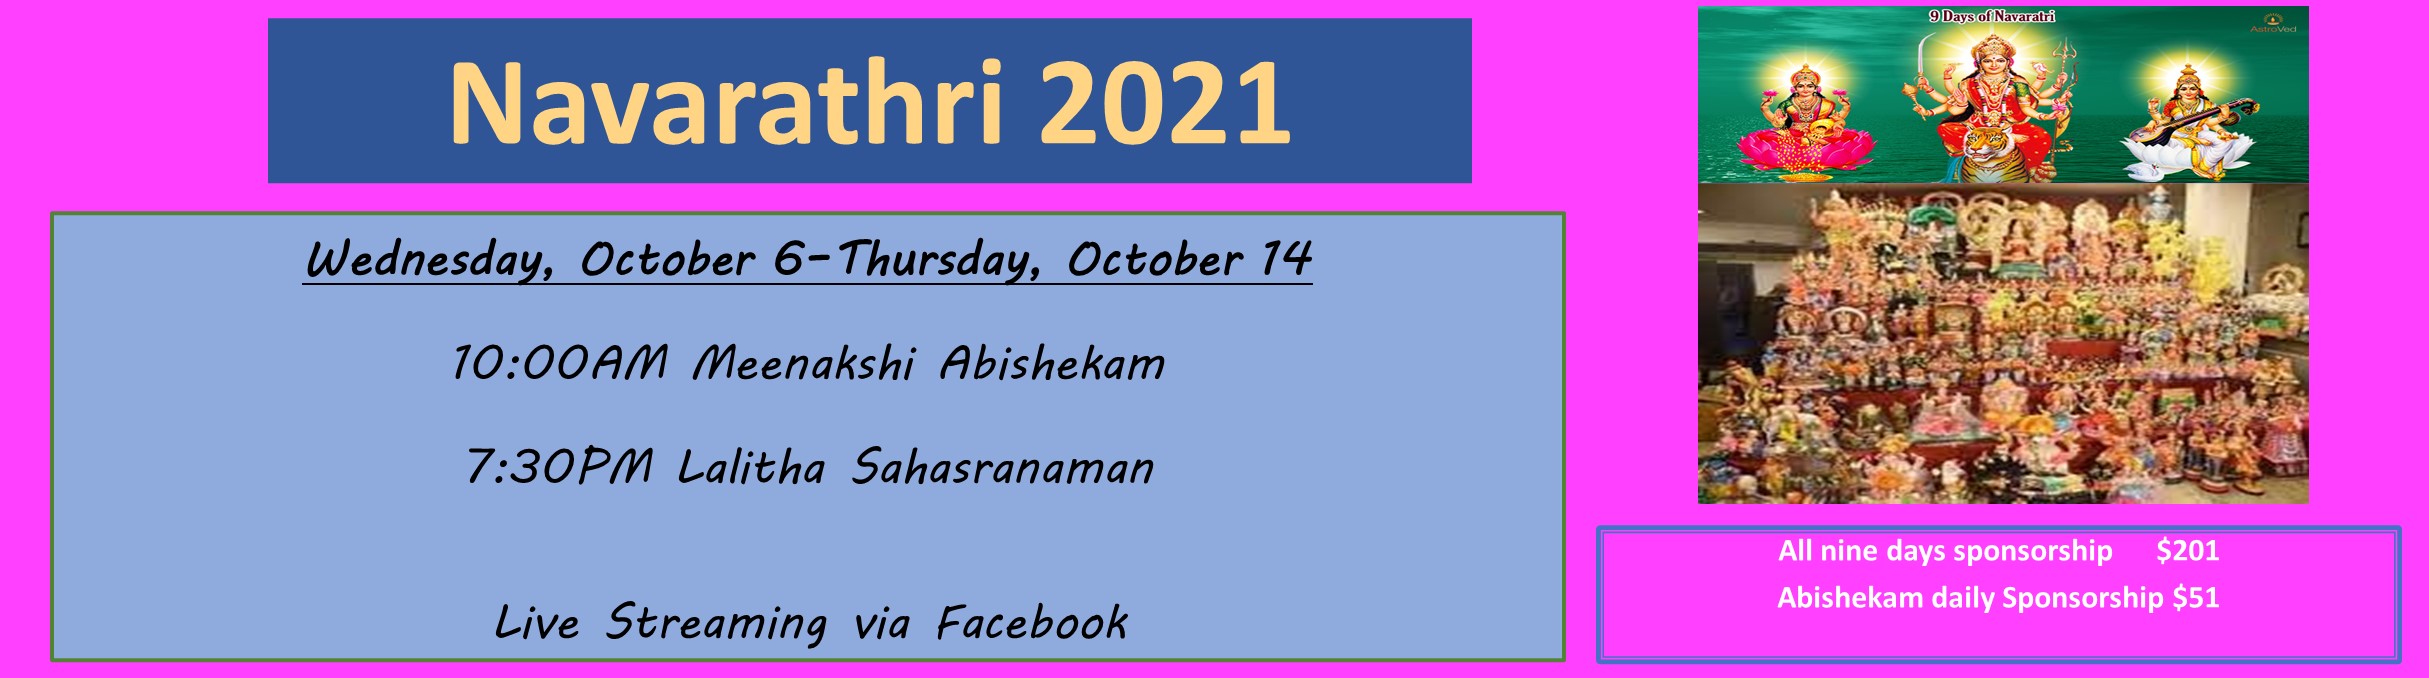 Navarathri 2021
Wednesday, October 6-Thursday, October 14
10:00AM Meenakshi Abishekam
7:30PM Lalitha Sahasranaman
Live Streaming via Facebook
9 Days of Navaratri
AstroVed
All nine days sponsorship $201
Abishekam daily Sponsorship $51